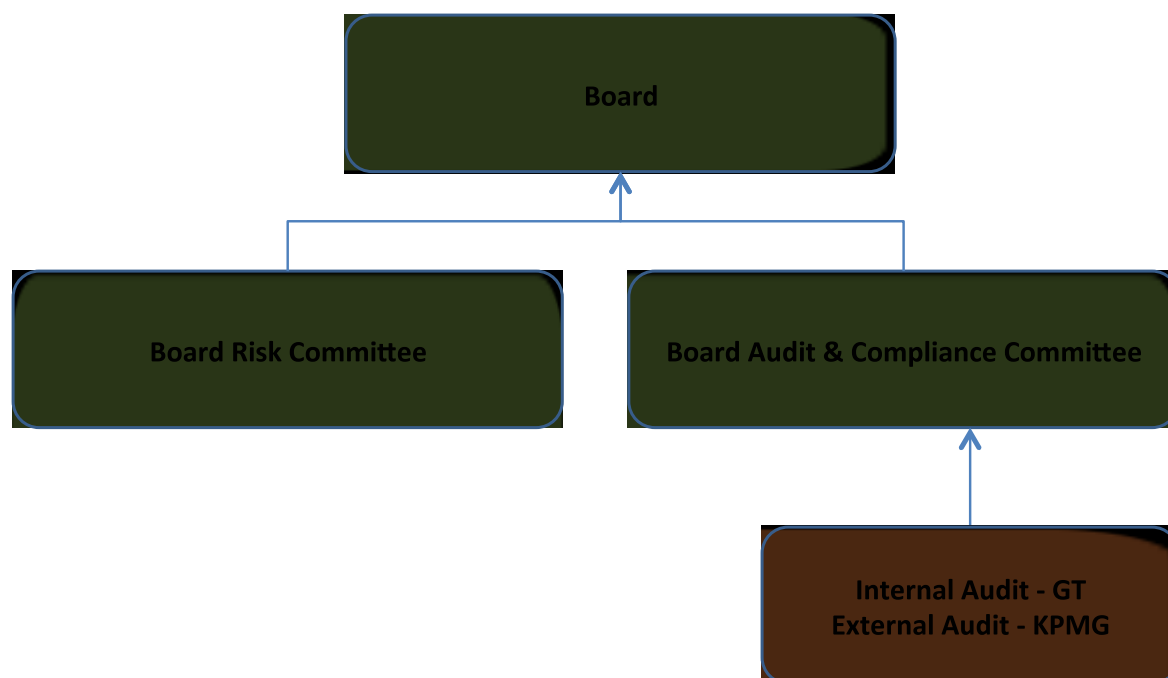 Board
Board Risk Committee
Board Audit & Compliance Committee
Internal Audit - GT
External Audit - KPMG